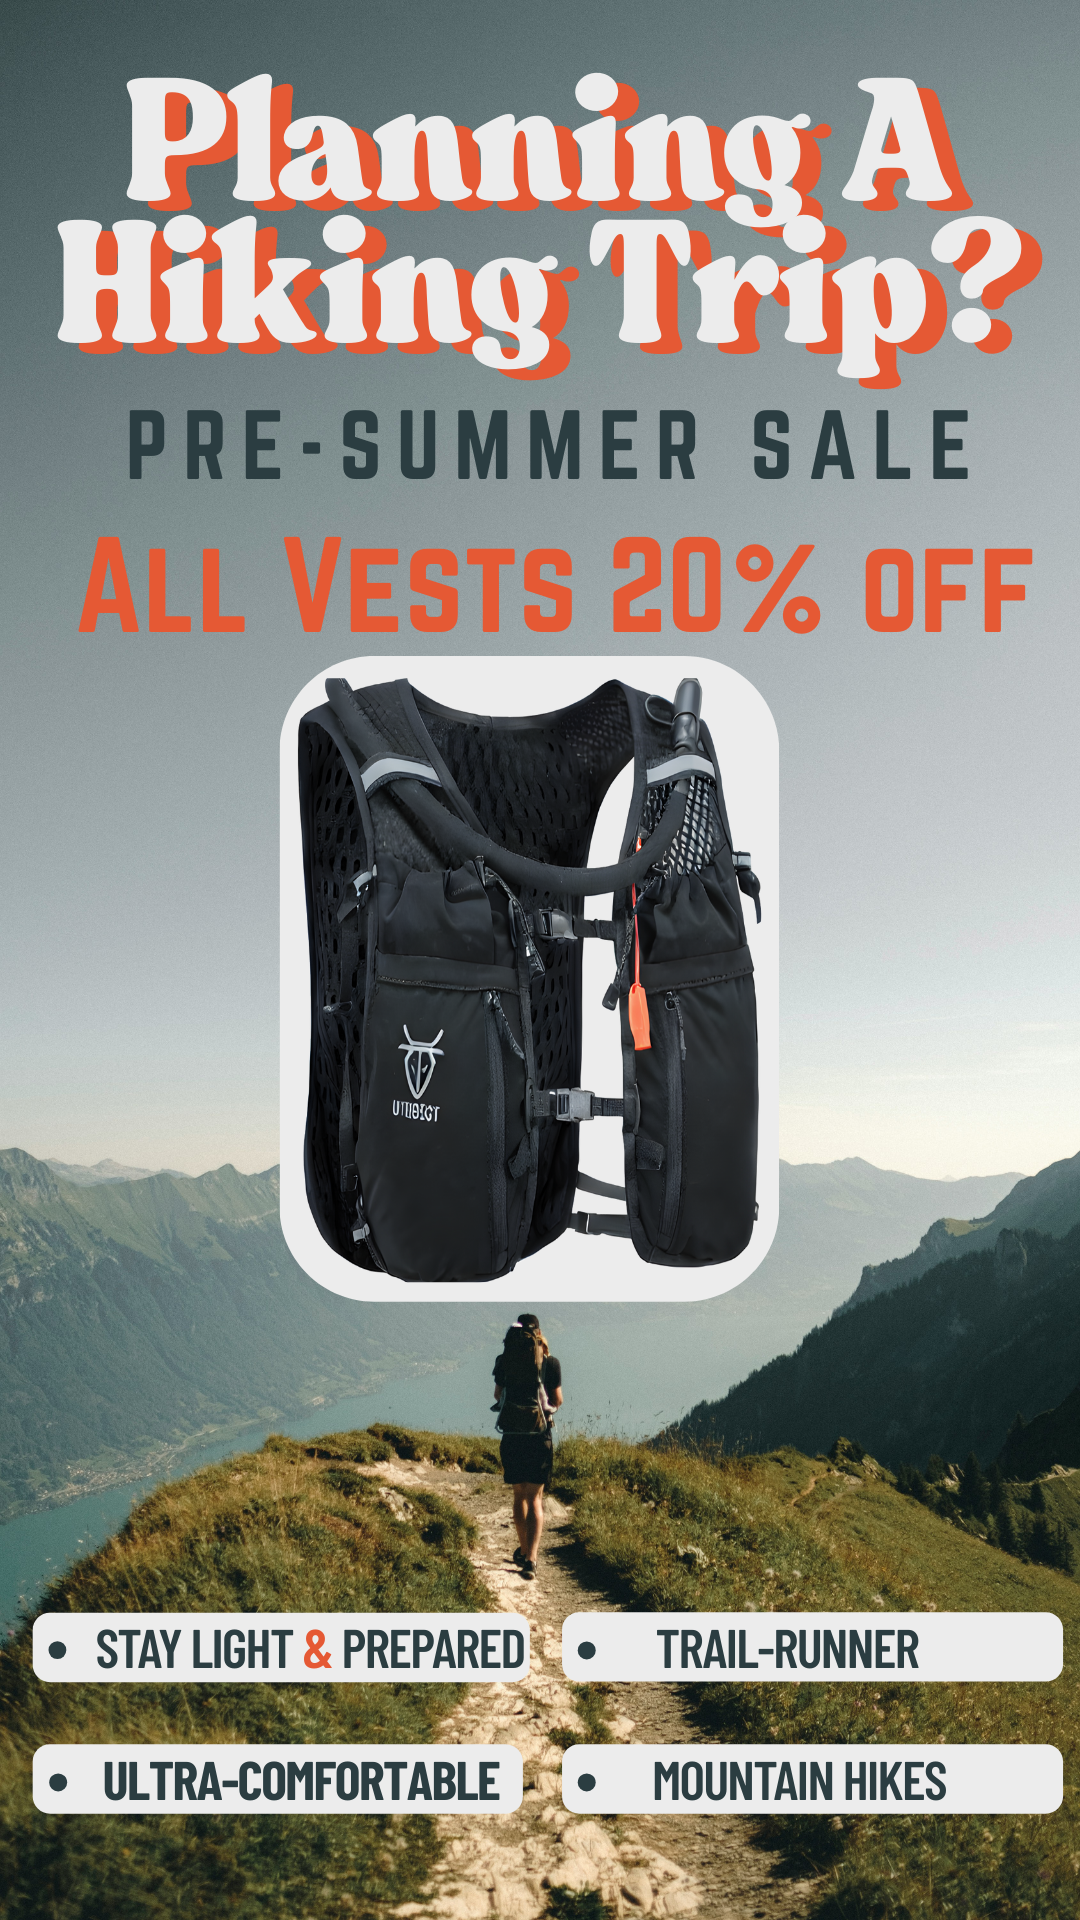 Planning A
Hiking Trip?
PRE-SUMMER SALE
ALL VESTS 20% OFF
• STAY LIGHT & PREPARED
• TRAIL-RUNNER
• ULTRA-COMFORTABLE
• MOUNTAIN HIKES